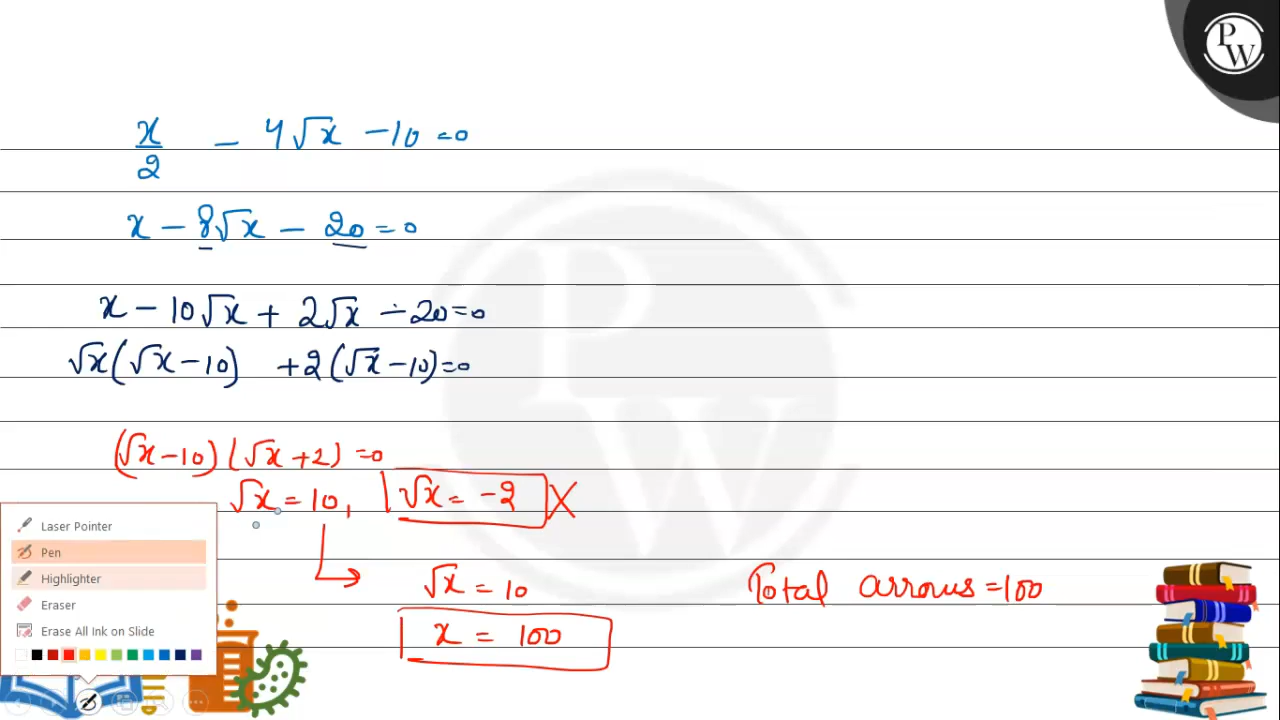 PW
x/2 - 4√x - 10 = 0
x - 8√x - 20 = 0
x - 10√x + 2√x - 20 = 0
√x(√x - 10) + 2(√x - 10) = 0
(√x - 10)(√x + 2) = 0
√x = 10, √x = -2 X
√x = 10
x = 100
Total arrows = 100
Laser Pointer
Pen
Highlighter
Eraser
Erase All Ink on Slide
PW